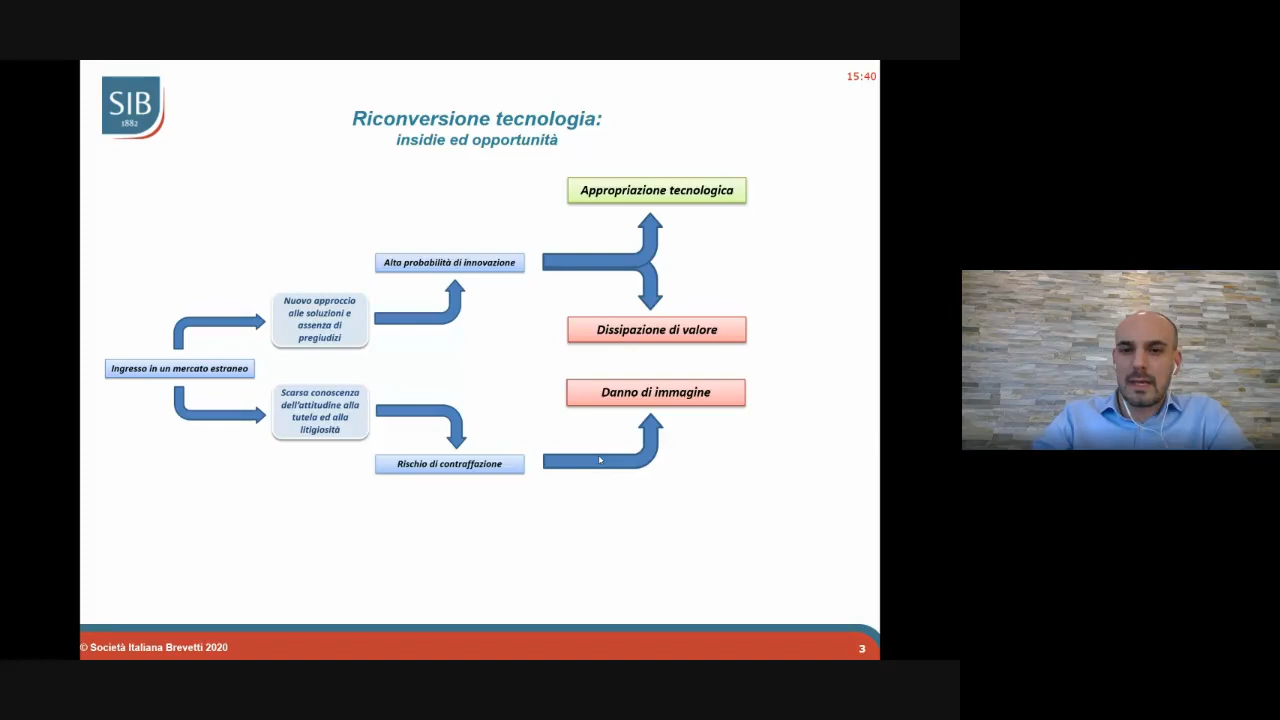 SIB
1882
15:40
Riconversione tecnologia:
insidie ed opportunità
Appropriazione tecnologica
Alta probabilità di innovazione
Nuovo approccio
alle soluzioni e
assenza di
pregiudizi
Dissipazione di valore
Ingresso in un mercato estraneo
Scarsa conoscenza
dell'attitudine alla
tutela ed alla
litigiosità
Danno di immagine
Rischio di contraffazione
© Società Italiana Brevetti 2020
3